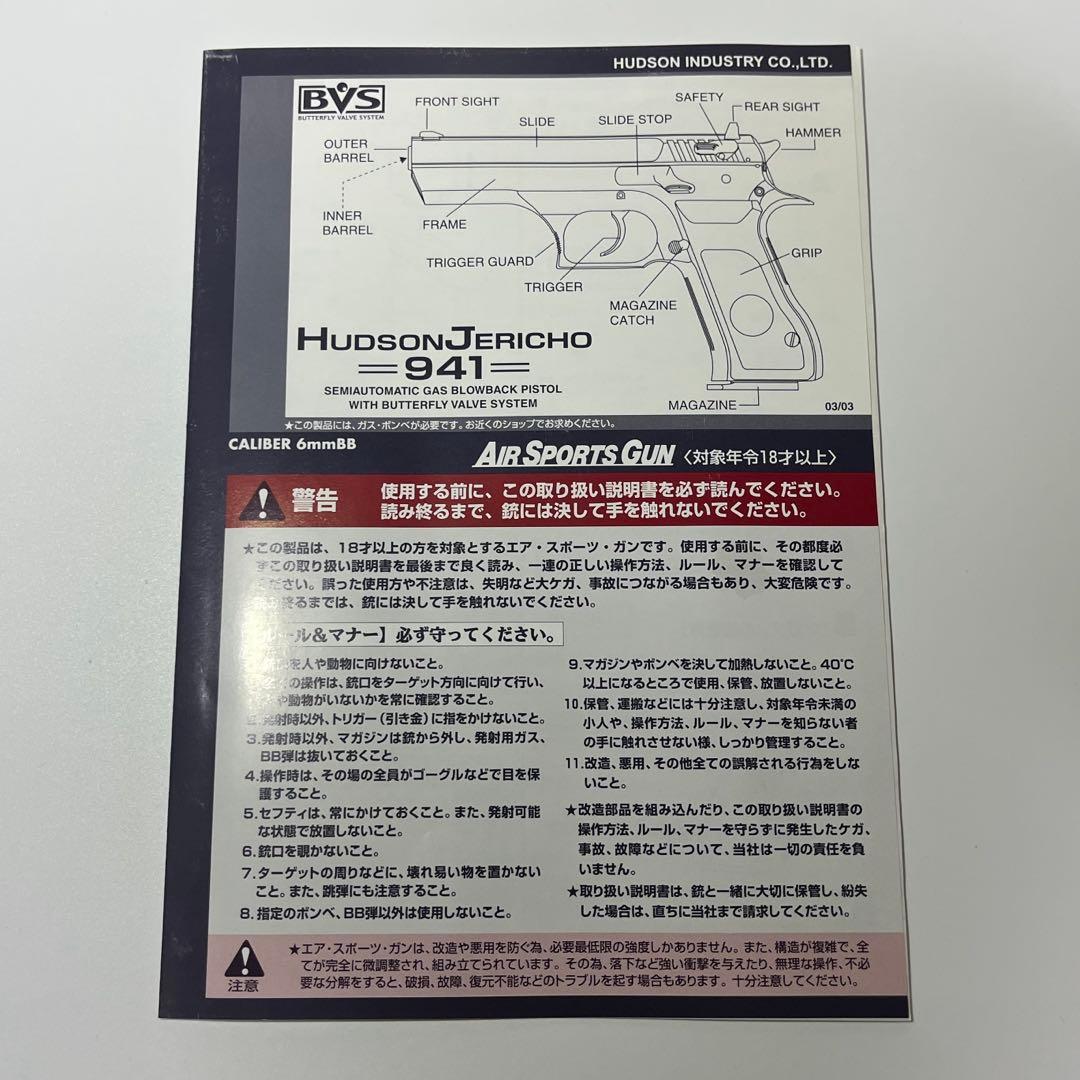 HUDSON INDUSTRY CO.,LTD.
BVS
BUTTERFLY VALVE SYSTEM
FRONT SIGHT
SLIDE
SLIDE STOP
SAFETY
REAR SIGHT
HAMMER
OUTER
BARREL
INNER
BARREL
FRAME
TRIGGER GUARD
TRIGGER
MAGAZINE
CATCH
GRIP
MAGAZINE
03/03
HUDSON JERICHO
941
SEMIAUTOMATIC GAS BLOWBACK PISTOL
WITH BUTTERFLY VALVE SYSTEM
★この製品には、ガス・ボンベが必要です。お近くのショップでお求めください。
CALIBER 6mmBB
AIR SPORTS GUN 〈対象年令18才以上〉
警告
使用する前に、この取り扱い説明書を必ず読んでください。
読み終るまで、銃には決して手を触れないでください。
★この製品は、18才以上の方を対象とするエア・スポーツ・ガンです。使用する前に、その都度必
ずこの取り扱い説明書を最後まで良く読み、一連の正しい操作方法、ルール、マナーを確認して
ください。誤った使用方や不注意は、失明など大ケガ、事故につながる場合もあり、大変危険です。
終るまでは、銃には決して手を触れないでください。
ール&マナー】必ず守ってください。
を人や動物に向けないこと。
の操作は、銃口をターゲット方向に向けて行い、
や動物がいないかを常に確認すること。
2.発射時以外、トリガー（引き金）に指をかけないこと。
3.発射時以外、マガジンは銃から外し、発射用ガス、
BB弾は抜いておくこと。
4.操作時は、その場の全員がゴーグルなどで目を保
護すること。
5.セフティは、常にかけておくこと。また、発射可能
な状態で放置しないこと。
6.銃口を覗かないこと。
7.ターゲットの周りなどに、壊れ易い物を置かない
こと。また、跳弾にも注意すること。
8.指定のボンベ、BB弾以外は使用しないこと。
9.マガジンやボンベを決して加熱しないこと。40℃
以上になるところで使用、保管、放置しないこと。
10.保管、運搬などには十分注意し、対象年令未満の
小人や、操作方法、ルール、マナーを知らない者
の手に触れさせない様、しっかり管理すること。
11.改造、悪用、その他全ての誤解される行為をしな
いこと。
★改造部品を組み込んだり、この取り扱い説明書の
操作方法、ルール、マナーを守らずに発生したケガ、
事故、故障などについて、当社は一切の責任を負
いません。
★取り扱い説明書は、銃と一緒に大切に保管し、紛失
した場合は、直ちに当社まで請求してください。
注意
★エア・スポーツ・ガンは、改造や悪用を防ぐ為、必要最低限の強度しかありません。また、構造が複雑で、全
てが完全に微調整され、組み立てられています。その為、落下など強い衝撃を与えたり、無理な操作、不必
要な分解をすると、破損、故障、復元不能などのトラブルを起す場合もあります。十分注意してください。